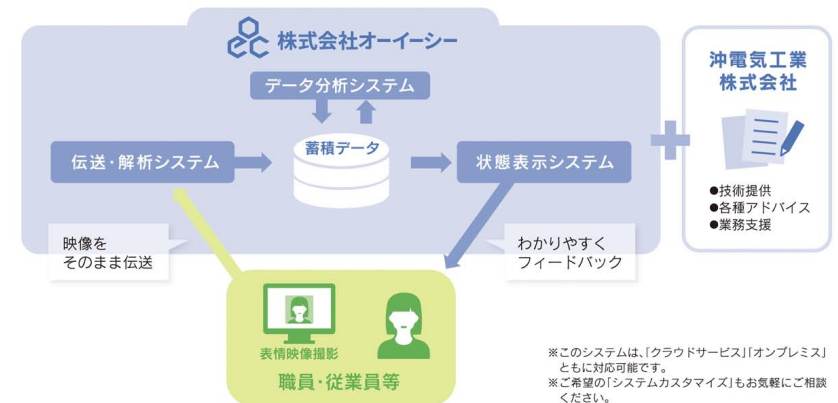 oec 株式会社オーイーシー
データ分析システム
伝送・解析システム
蓄積データ
状態表示システム
沖電気工業
株式会社
●技術提供
●各種アドバイス
●業務支援
映像を
そのまま伝送
わかりやすく
フィードバック
表情映像撮影
職員・従業員等
※このシステムは、「クラウドサービス」「オンプレミス」
ともに対応可能です。
※ご希望の「システムカスタマイズ」もお気軽にご相談
ください。